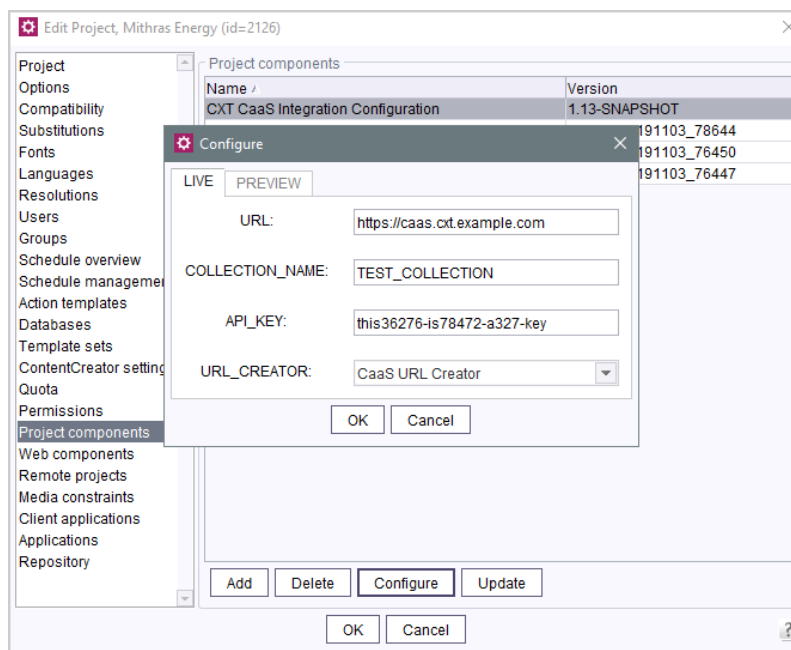 Edit Project, Mithras Energy (id=2126)
Project
Options
Compatibility
Substitutions
Fonts
Languages
Resolutions
Users
Groups
Schedule overview
Schedule managemen
Action templates
Databases
Template sets
ContentCreator setting
Quota
Permissions
Project components
Web components
Remote projects
Media constraints
Client applications
Applications
Repository
Project components
Name Version
CXT CaaS Integration Configuration 1.13-SNAPSHOT
191103_78644
191103_76450
191103_76447
Configure
LIVE PREVIEW
URL: https://caas.cxt.example.com
COLLECTION_NAME: TEST_COLLECTION
API_KEY: this36276-is78472-a327-key
URL_CREATOR: CaaS URL Creator
OK Cancel
Add Delete Configure Update
OK Cancel
?